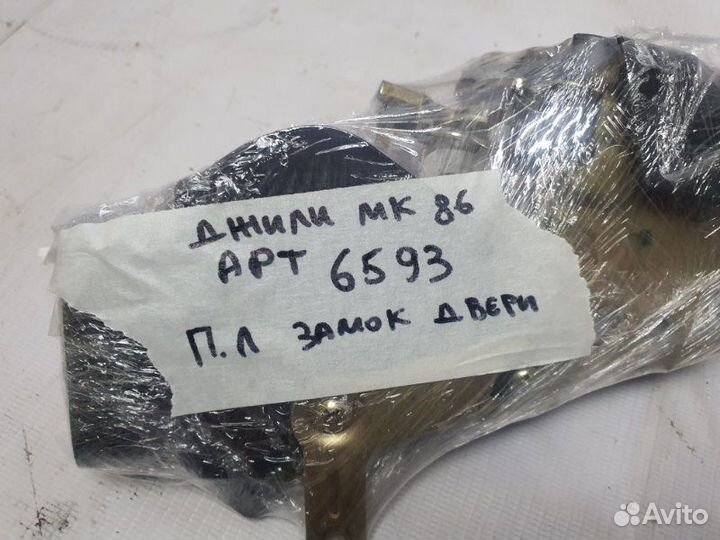 ДЖИЛИ МК 86
АРТ 6593
П.Л ЗАМОК ДВЕРИ
Avito